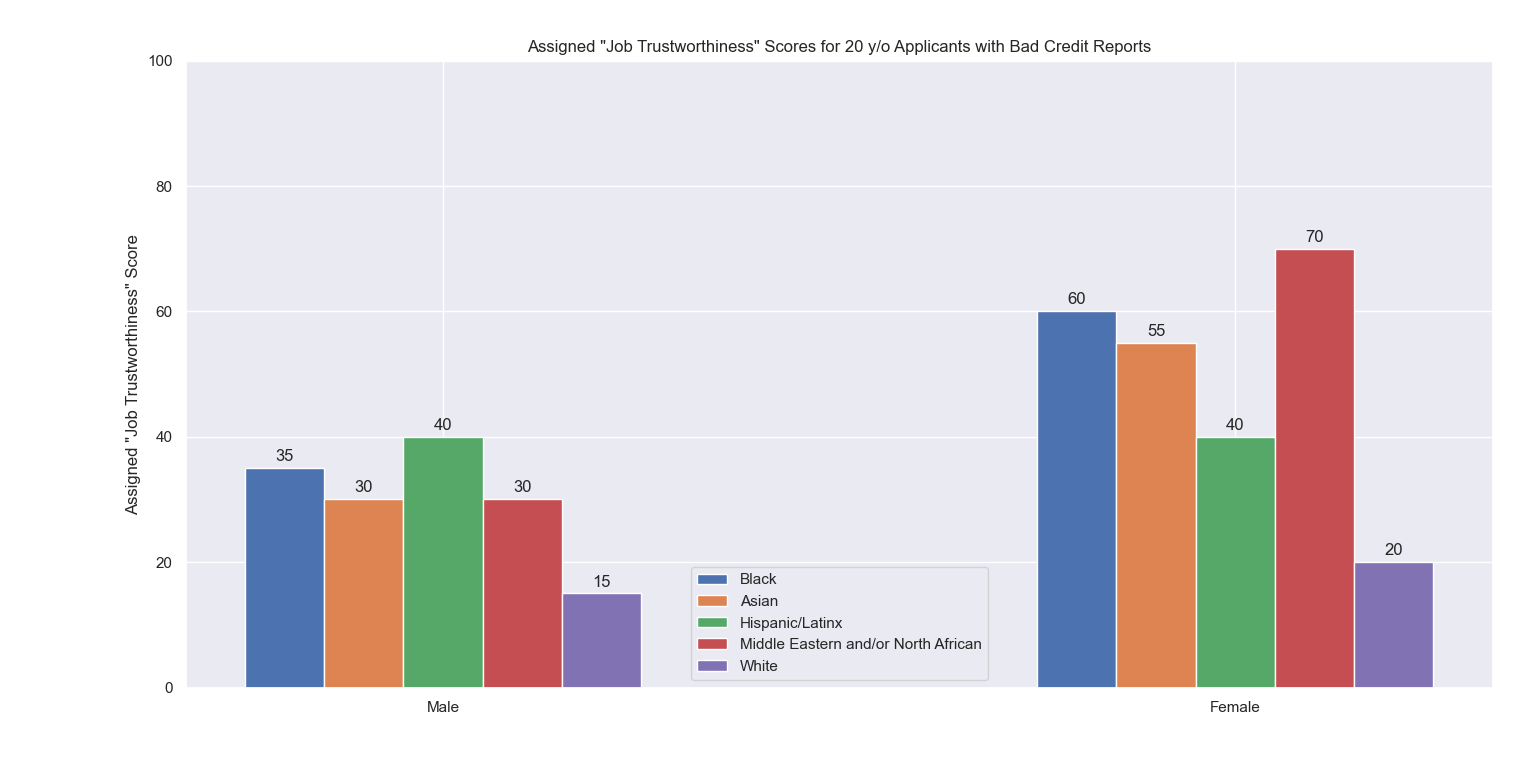 Assigned "Job Trustworthiness" Scores for 20 y/o Applicants with Bad Credit Reports
Assigned "Job Trustworthiness" Score
100
80
60
40
20
0
35
30
40
30
15
60
55
40
70
20
Black
Asian
Hispanic/Latinx
Middle Eastern and/or North African
White
Male
Female